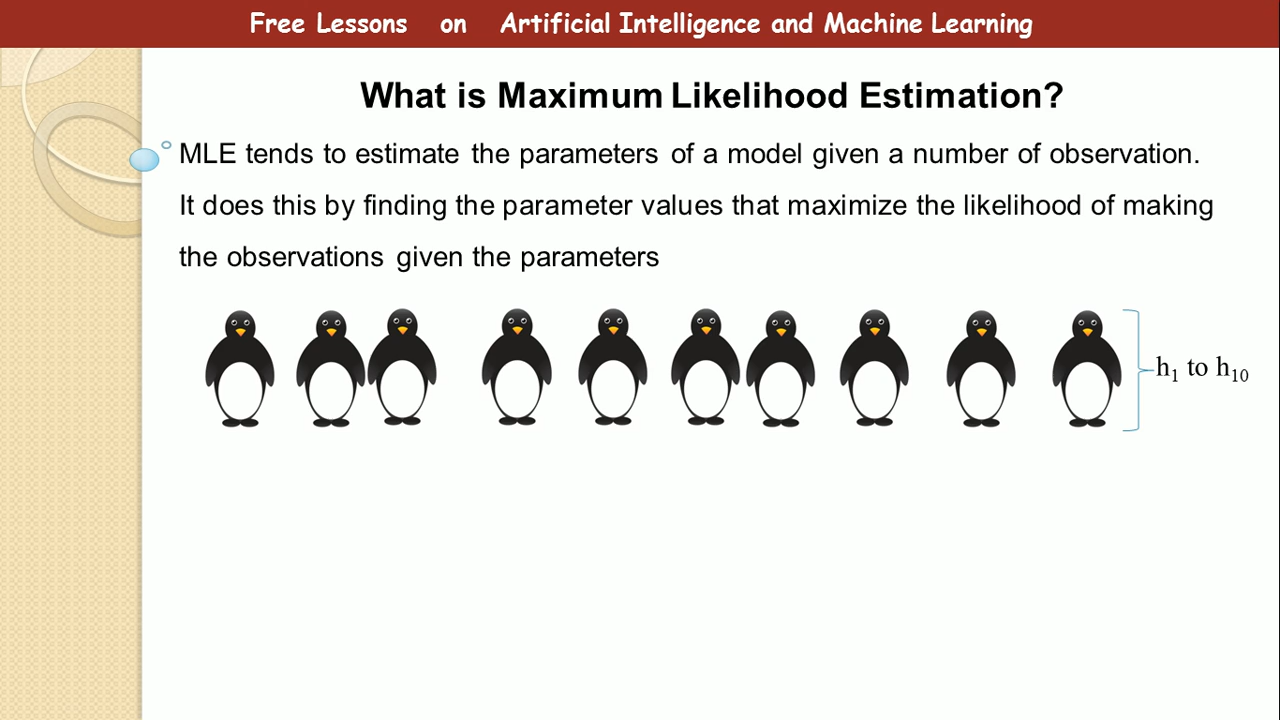 Free Lessons on Artificial Intelligence and Machine Learning
What is Maximum Likelihood Estimation?
MLE tends to estimate the parameters of a model given a number of observation.
It does this by finding the parameter values that maximize the likelihood of making
the observations given the parameters
h₁ to h₁₀